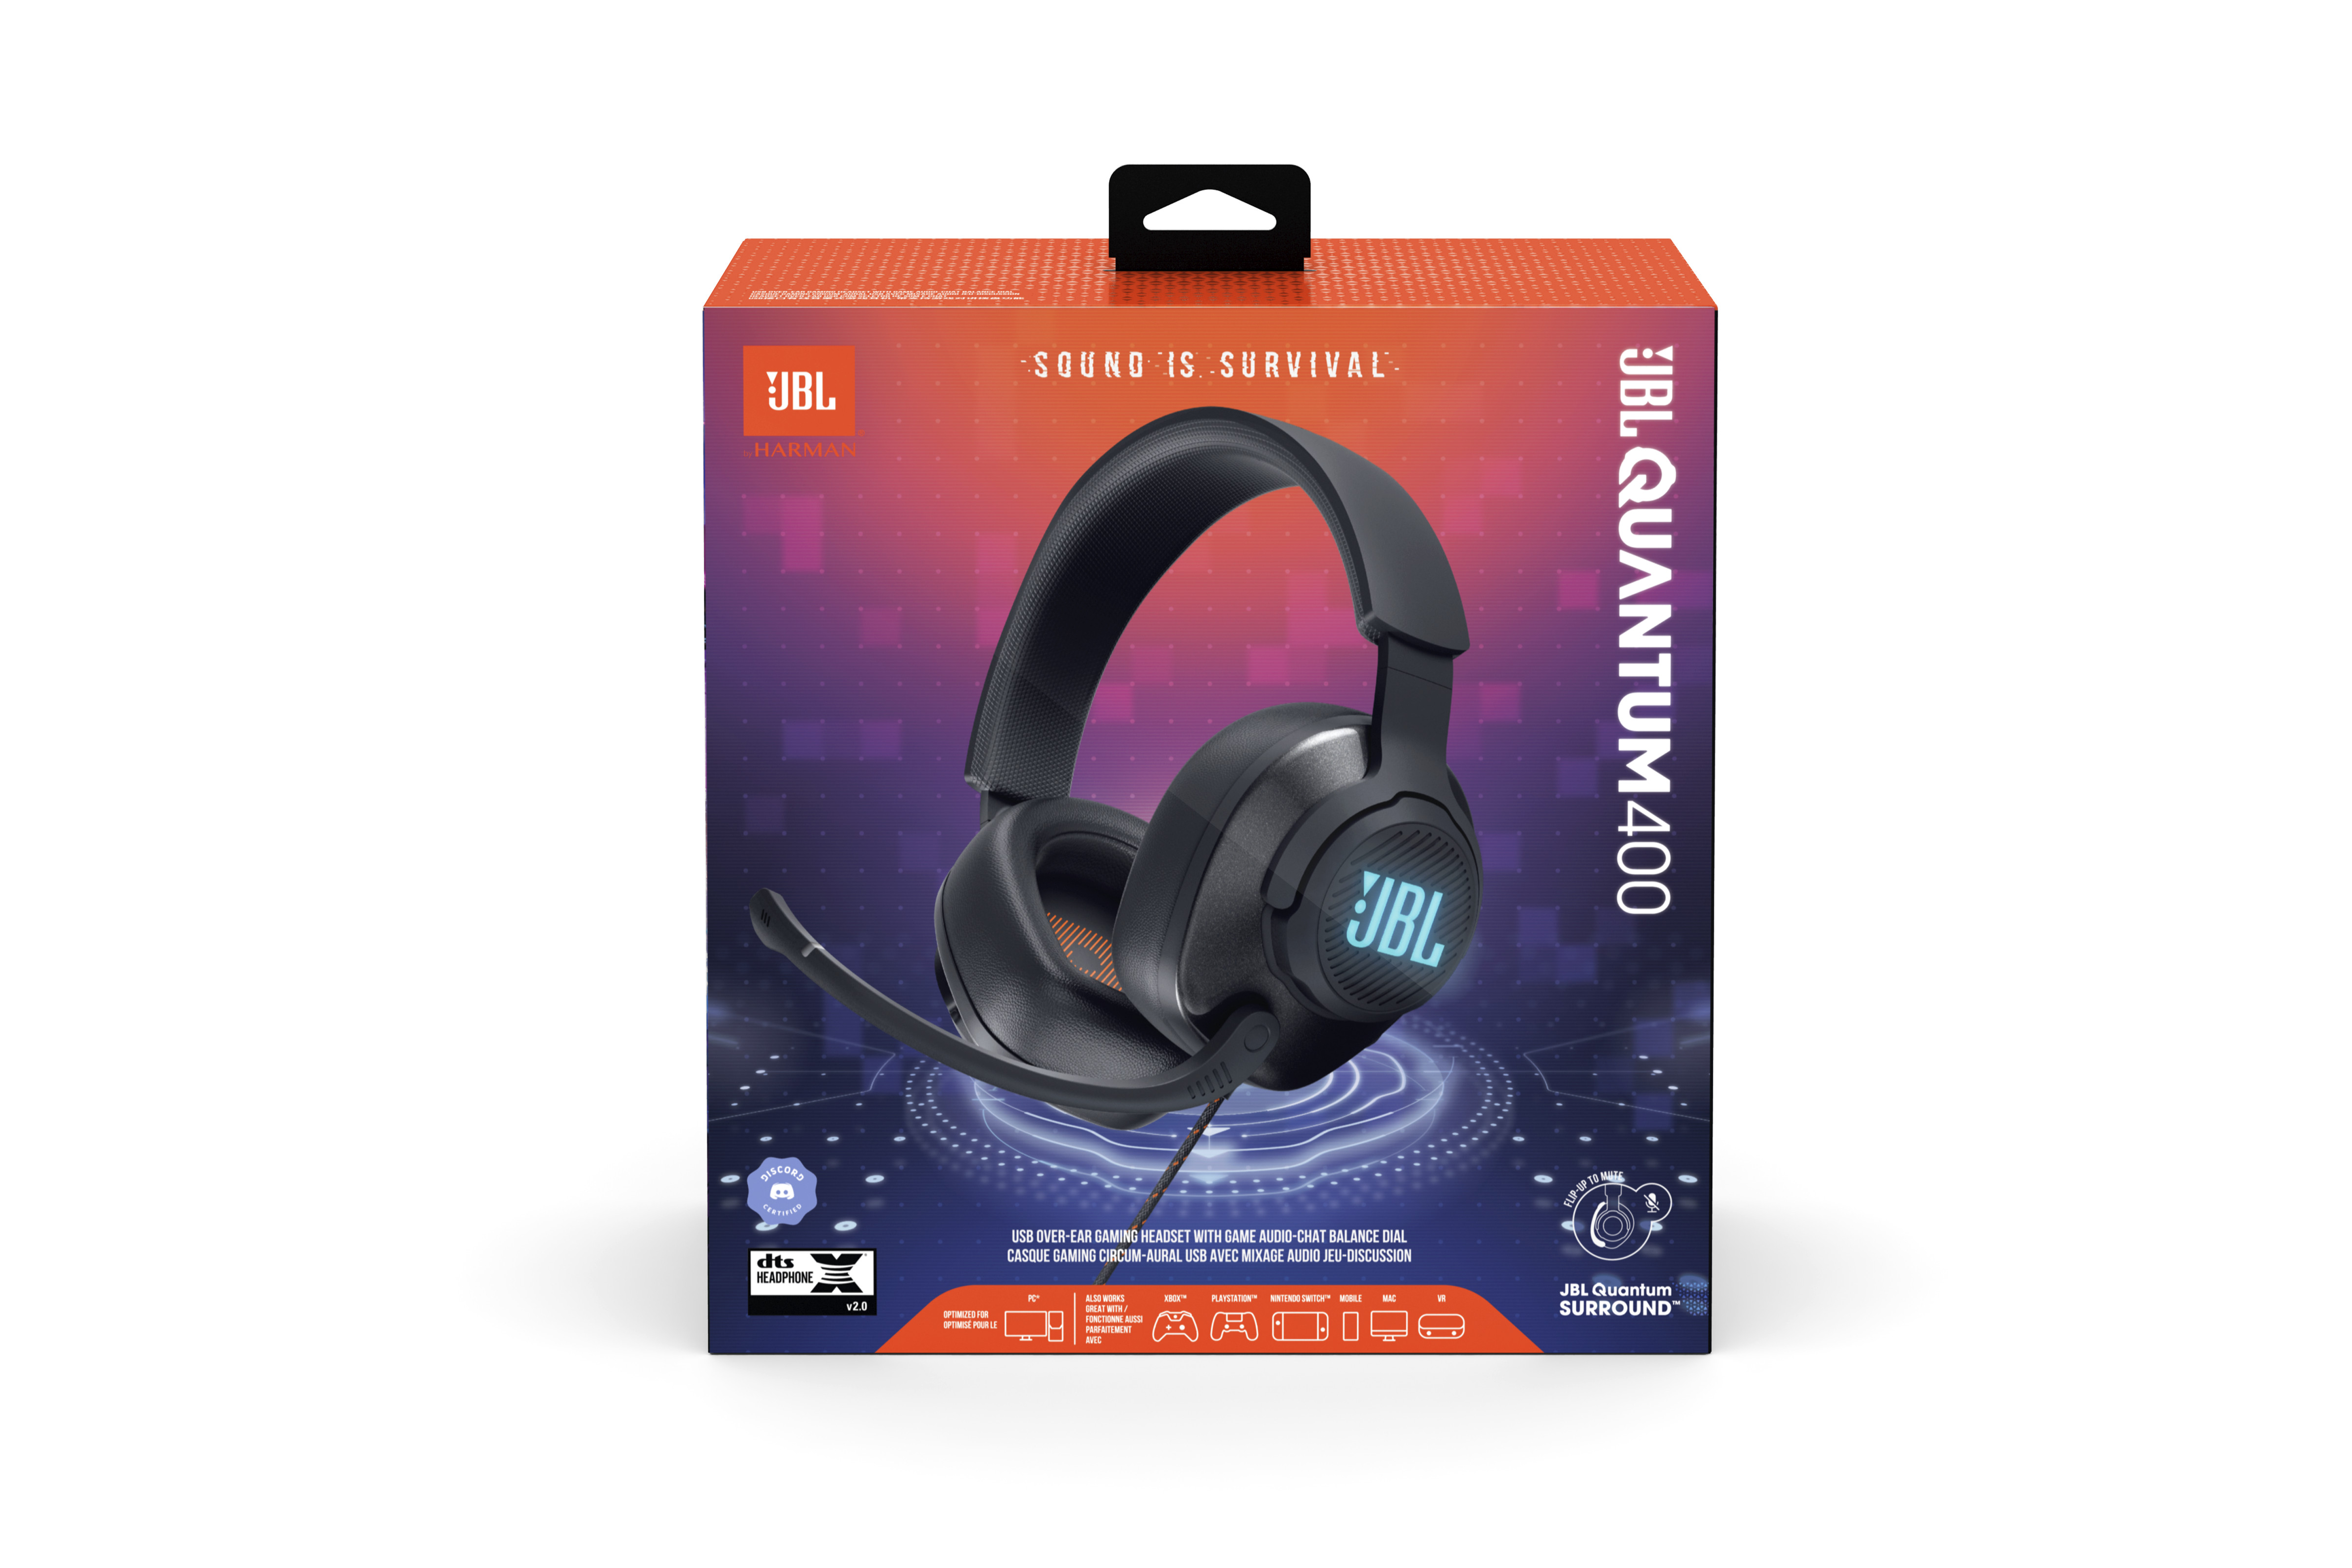 JBL
by HARMAN
SOUND IS SURVIVAL
JBL QUANTUM400
JBL
DISCORD
CERTIFIED
dts
HEADPHONE X
v2.0
USB OVER-EAR GAMING HEADSET WITH GAME AUDIO-CHAT BALANCE DIAL
CASQUE GAMING CIRCUM-AURAL USB AVEC MIXAGE AUDIO JEU-DISCUSSION
OPTIMIZED FOR
OPTIMISÉ POUR LE
PC*
ALSO WORKS
GREAT WITH /
FONCTIONNE AUSSI
PARFAITEMENT
AVEC
XBOX™
PLAYSTATION™
NINTENDO SWITCH™
MOBILE
MAC
VR
FLIP-UP TO MUTE
JBL Quantum
SURROUND™